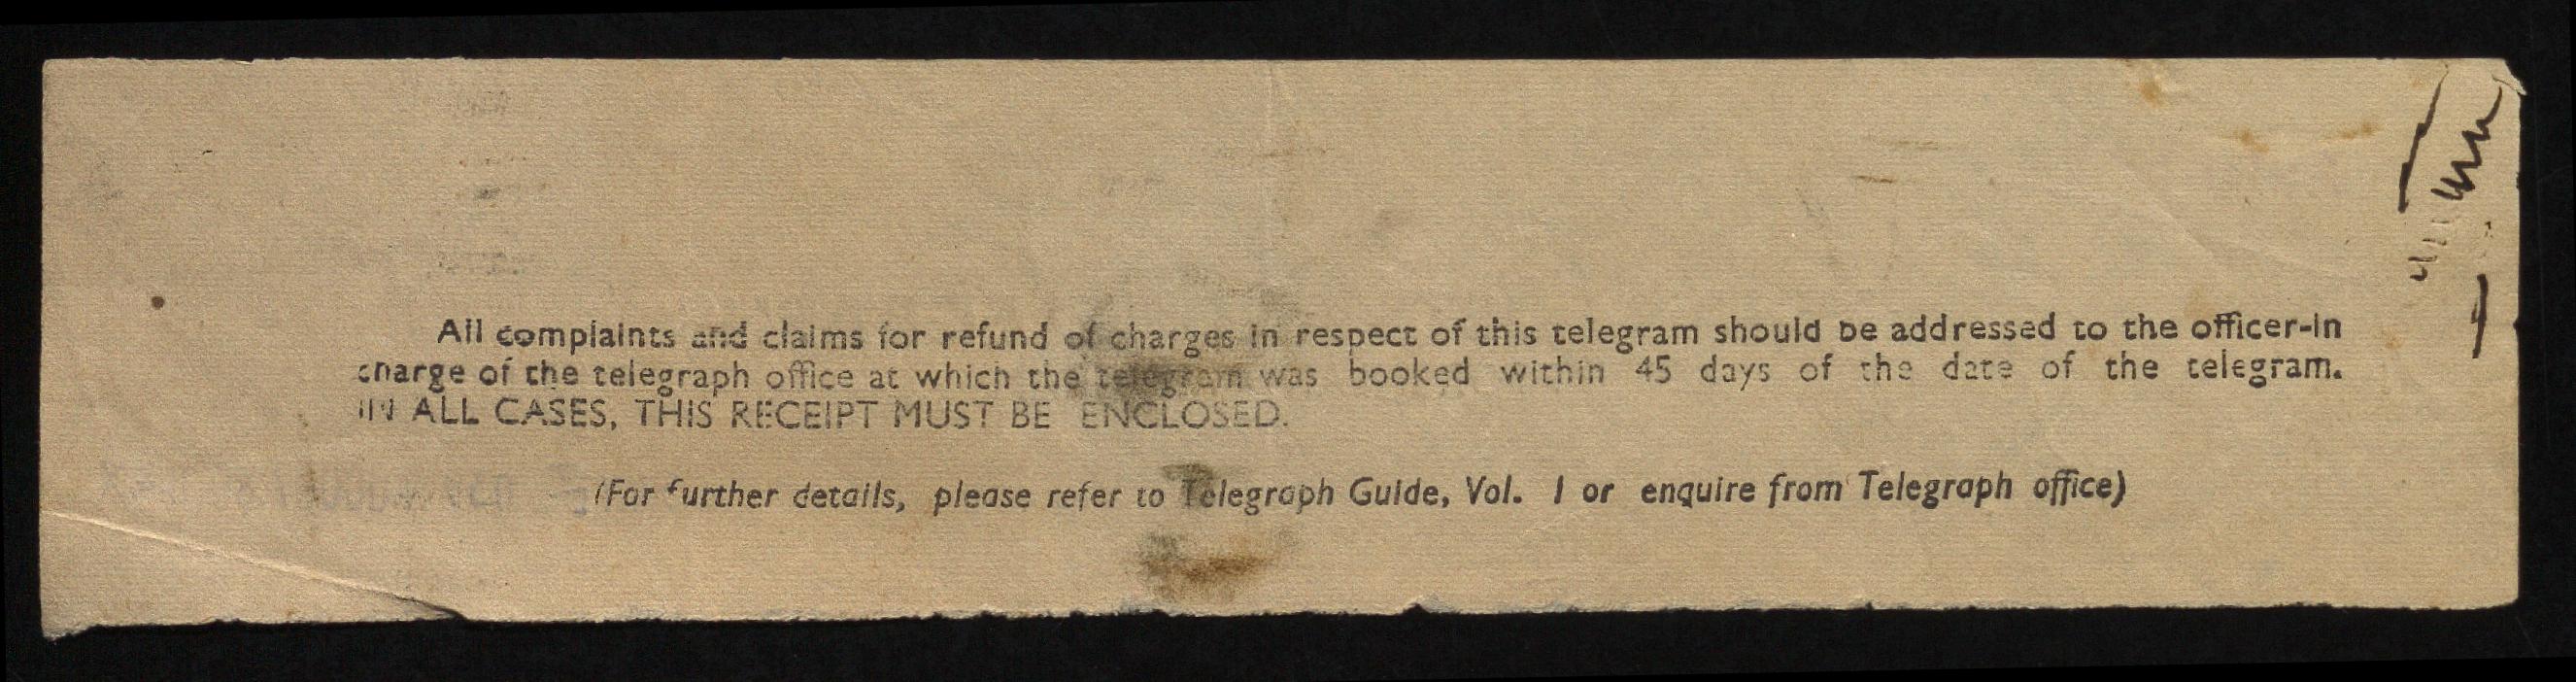 All complaints and claims for refund of charges in respect of this telegram should be addressed to the officer-in
charge of the telegraph office at which the telegram was booked within 45 days of the date of the telegram.
IN ALL CASES, THIS RECEIPT MUST BE ENCLOSED.
(For further details, please refer to Telegraph Guide, Vol. I or enquire from Telegraph office)